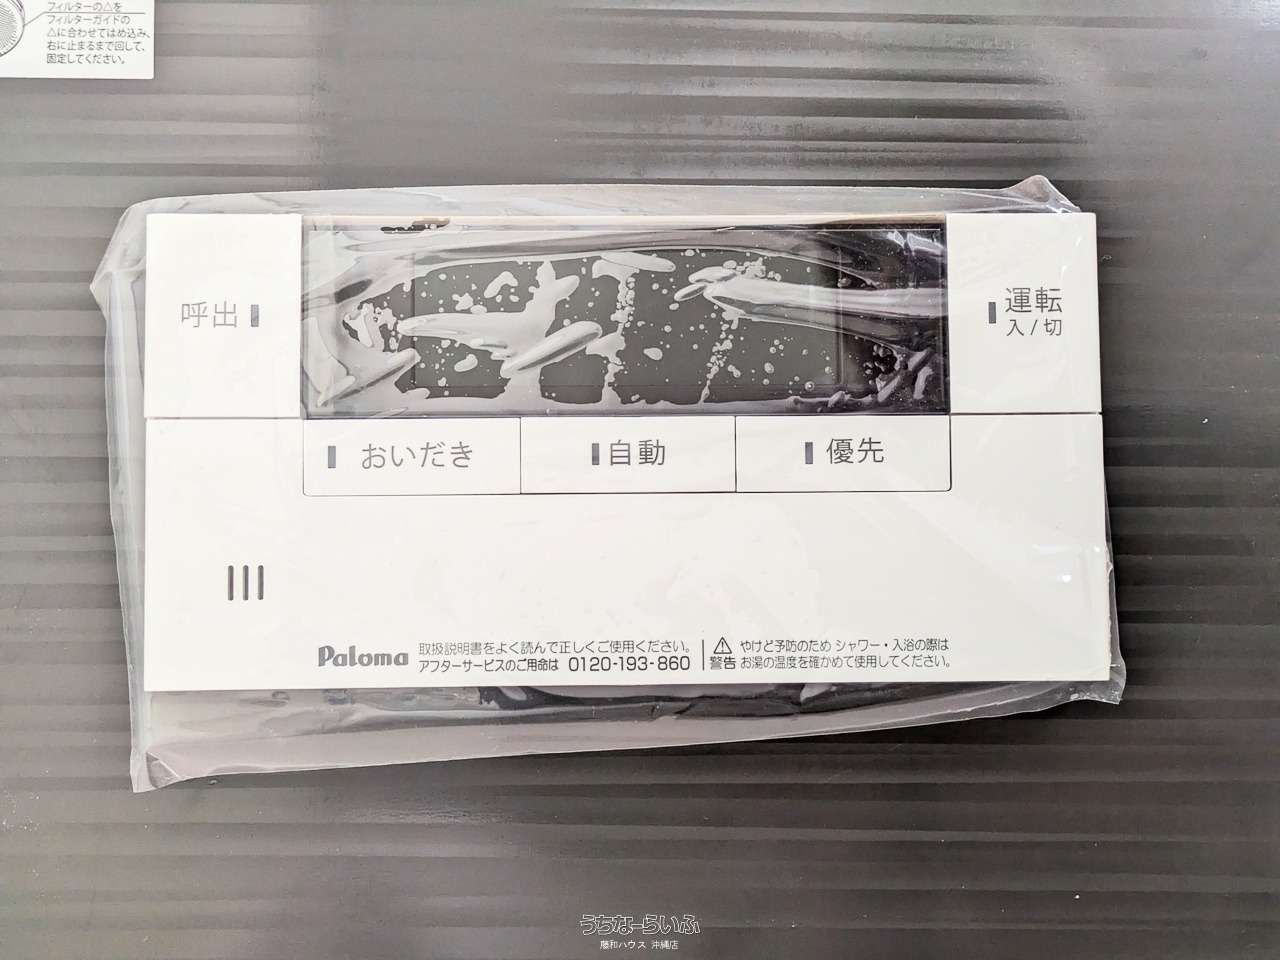 フィルターの△を
フィルターガイドの
△に合わせてはめ込み、
右に止まるまで回して、
固定してください。
呼出
運転
入/切
おいだき
自動
優先
Paloma
取扱説明書をよく読んで正しくご使用ください。
アフターサービスのご用命は 0120-193-860
⚠ 警告
やけど予防のため シャワー・入浴の際は
お湯の温度を確かめて使用してください。
うちなーらいふ
藤和ハウス 沖縄店